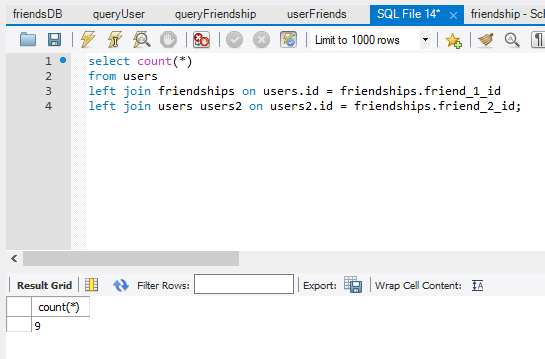 friendsDB queryUser queryFriendship userFriends SQL File 14* × friendship - Sc
Limit to 1000 rows
1 select count(*)
2 from users
3 left join friendships on users.id = friendships.friend_1_id
4 left join users users2 on users2.id = friendships.friend_2_id;
Result Grid Filter Rows: Export: Wrap Cell Content: IA
count(*)
9